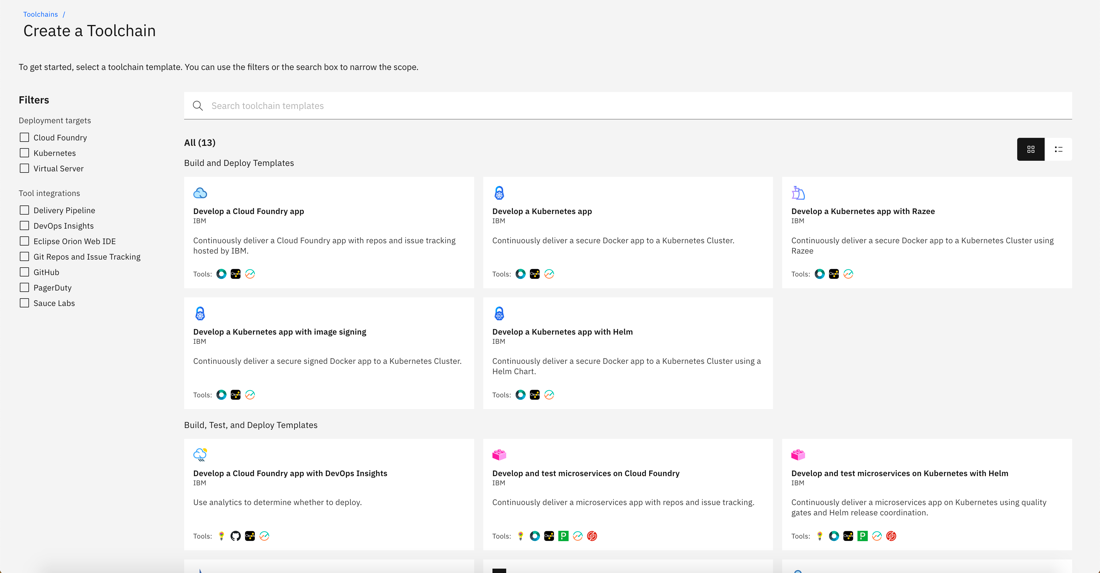 Toolchains /
Create a Toolchain
To get started, select a toolchain template. You can use the filters or the search box to narrow the scope.
Filters
Deployment targets
Cloud Foundry
Kubernetes
Virtual Server
Tool integrations
Delivery Pipeline
DevOps Insights
Eclipse Orion Web IDE
Git Repos and Issue Tracking
GitHub
PagerDuty
Sauce Labs
Search toolchain templates
All (13)
Build and Deploy Templates
Develop a Cloud Foundry app
IBM
Continuously deliver a Cloud Foundry app with repos and issue tracking
hosted by IBM.
Tools:
Develop a Kubernetes app
IBM
Continuously deliver a secure Docker app to a Kubernetes Cluster.
Tools:
Develop a Kubernetes app with Razee
IBM
Continuously deliver a secure Docker app to a Kubernetes Cluster using
Razee
Tools:
Develop a Kubernetes app with image signing
IBM
Continuously deliver a secure signed Docker app to a Kubernetes Cluster.
Tools:
Develop a Kubernetes app with Helm
IBM
Continuously deliver a secure Docker app to a Kubernetes Cluster using a
Helm Chart.
Tools:
Build, Test, and Deploy Templates
Develop a Cloud Foundry app with DevOps Insights
IBM
Use analytics to determine whether to deploy.
Tools:
Develop and test microservices on Cloud Foundry
IBM
Continuously deliver a microservices app with repos and issue tracking.
Tools:
Develop and test microservices on Kubernetes with Helm
IBM
Continuously deliver a microservices app on Kubernetes using quality
gates and Helm release coordination.
Tools: